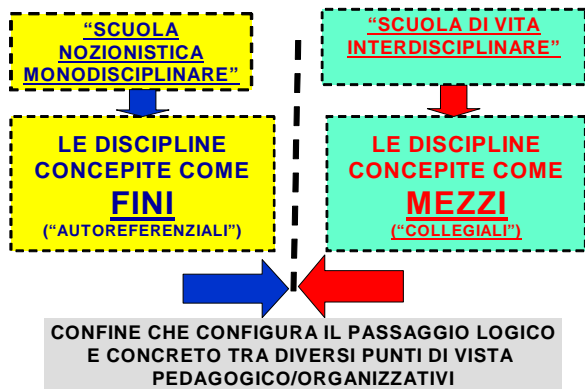 “SCUOLA
NOZIONISTICA
MONODISCIPLINARE”
“SCUOLA DI VITA
INTERDISCIPLINARE”
LE DISCIPLINE
CONCEPITE COME
FINI
(“AUTOREFERENZIALI”)
LE DISCIPLINE
CONCEPITE COME
MEZZI
(“COLLEGIALI”)
CONFINE CHE CONFIGURA IL PASSAGGIO LOGICO
E CONCRETO TRA DIVERSI PUNTI DI VISTA
PEDAGOGICO/ORGANIZZATIVI